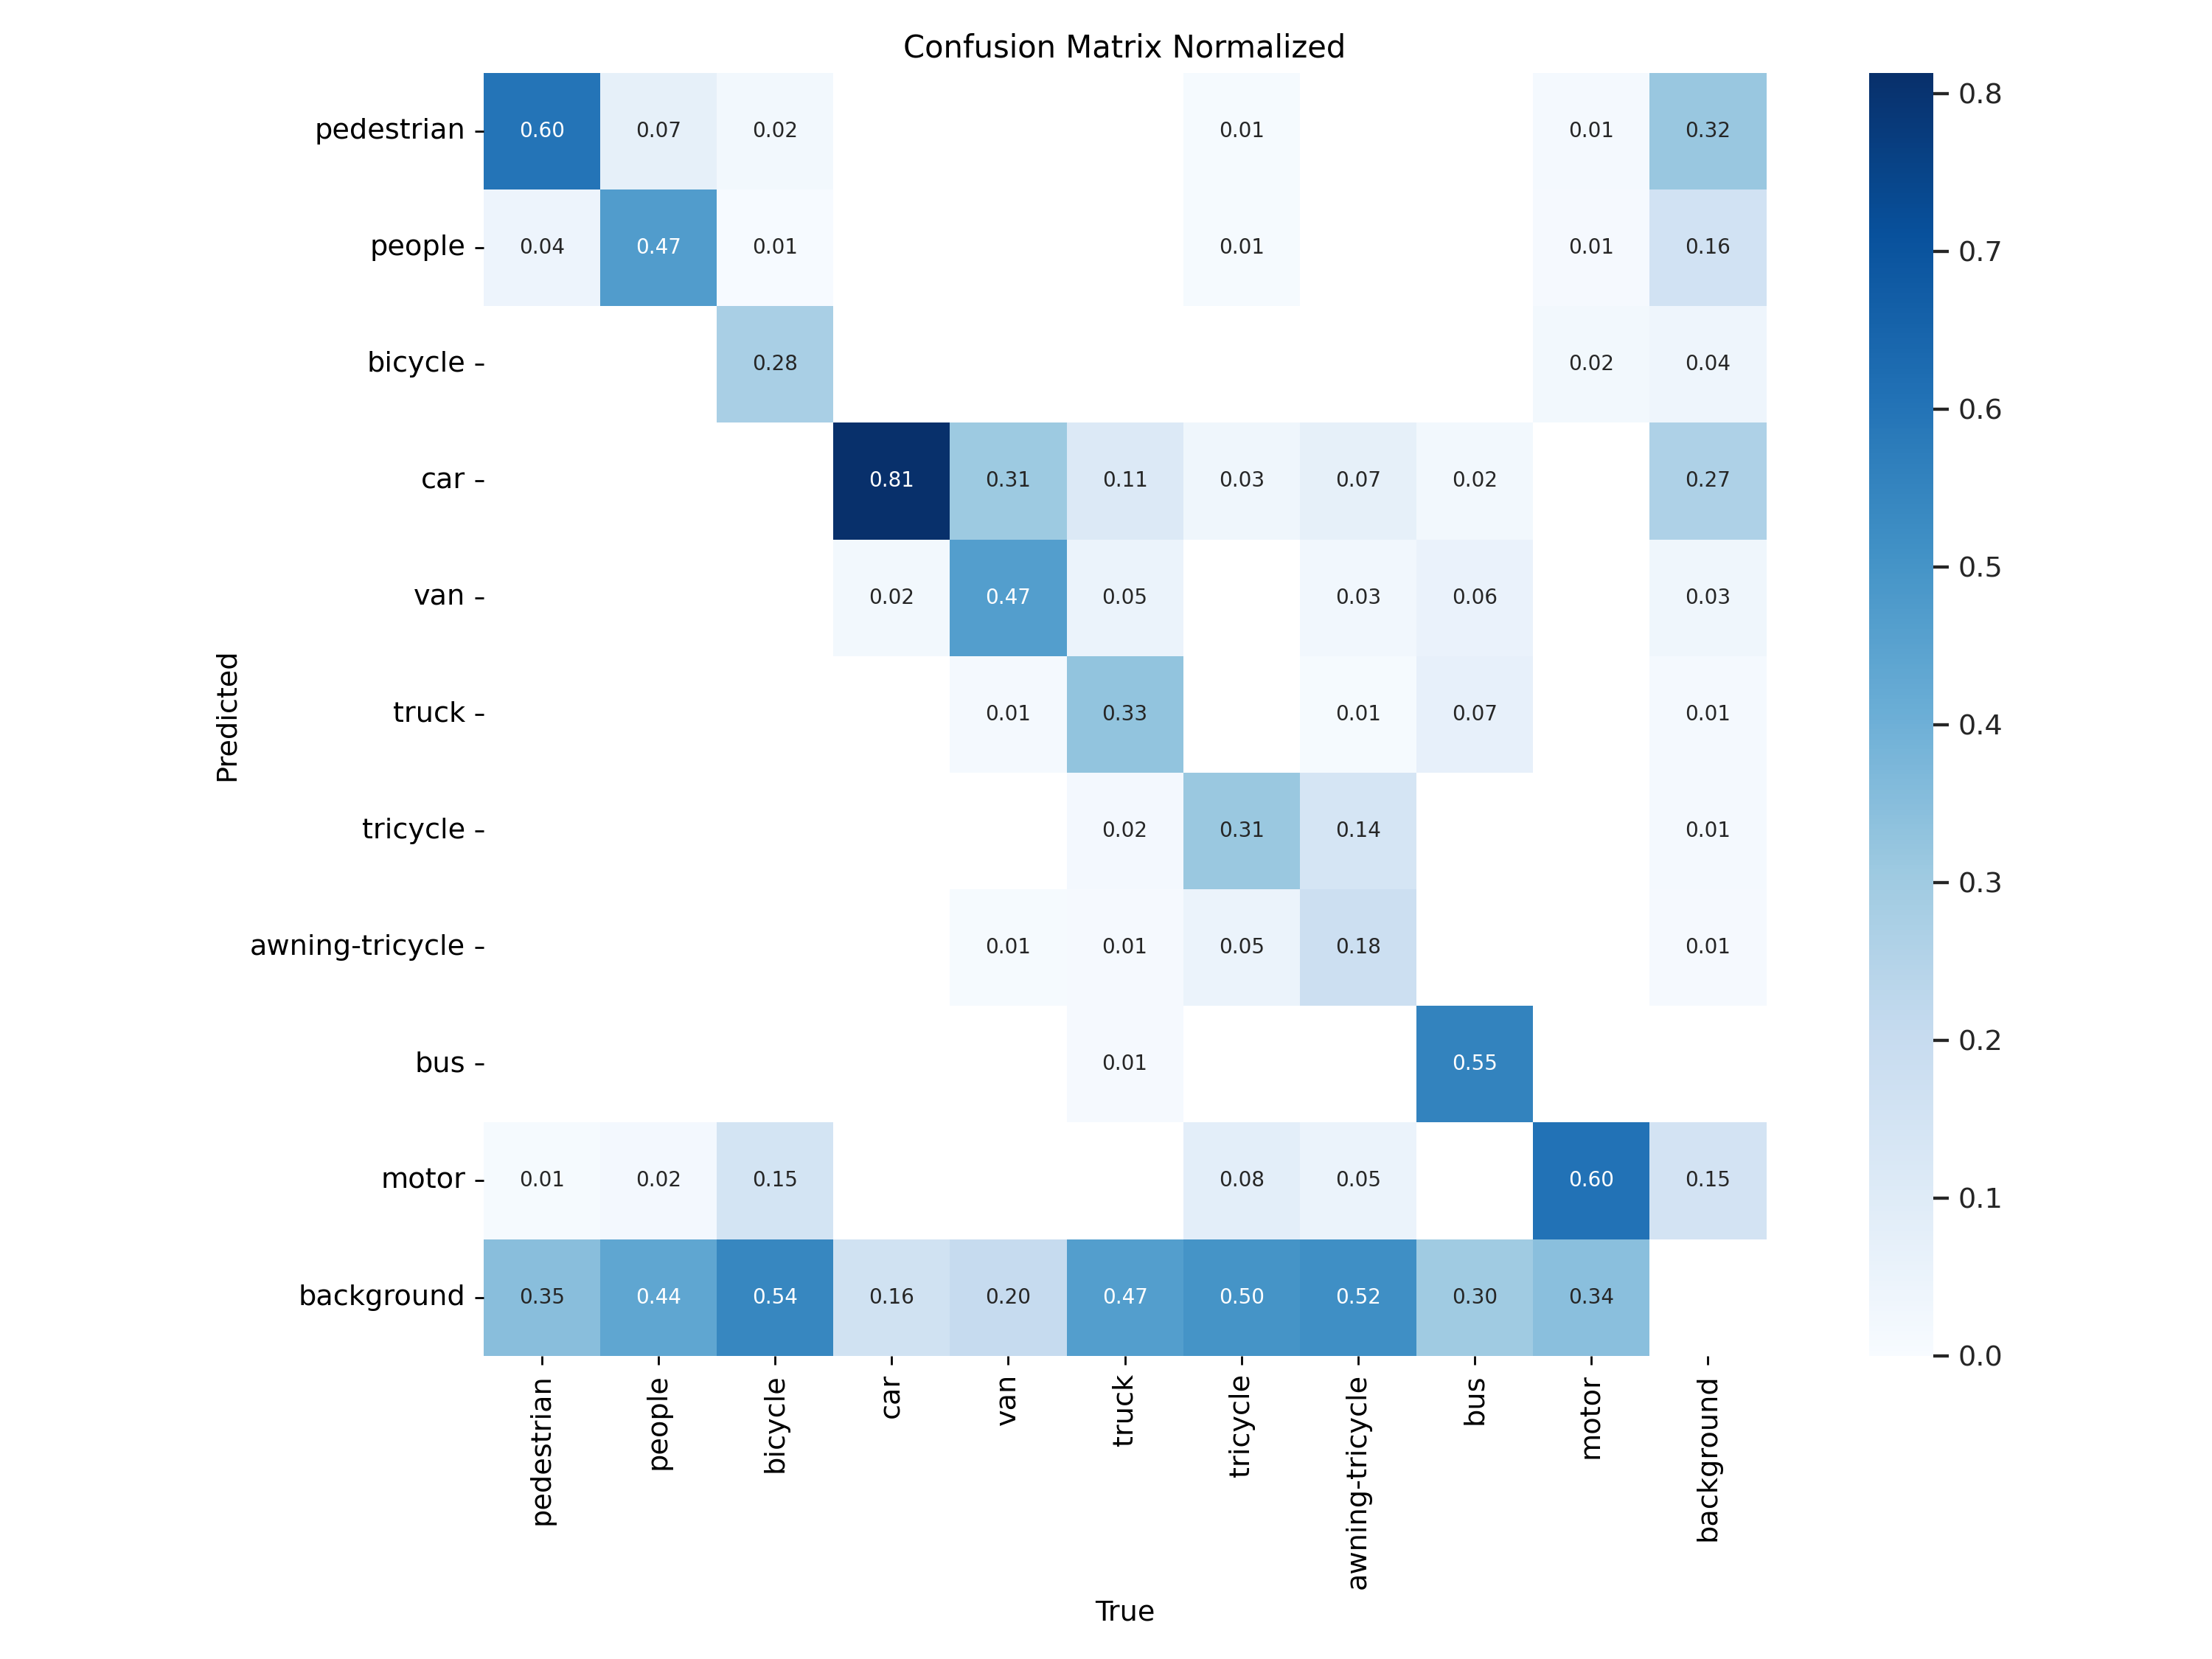 Confusion Matrix Normalized
pedestrian 0.60 0.07 0.02 0.01 0.01 0.32
people 0.04 0.47 0.01 0.01 0.01 0.16
bicycle 0.28 0.02 0.04
car 0.81 0.31 0.11 0.03 0.07 0.02 0.27
van 0.02 0.47 0.05 0.03 0.06 0.03
truck 0.01 0.33 0.01 0.07 0.01
tricycle 0.02 0.31 0.14 0.01
awning-tricycle 0.01 0.01 0.05 0.18 0.01
bus 0.01 0.55
motor 0.01 0.02 0.15 0.08 0.05 0.60 0.15
background 0.35 0.44 0.54 0.16 0.20 0.47 0.50 0.52 0.30 0.34
Predicted
pedestrian
people
bicycle
car
van
truck
tricycle
awning-tricycle
bus
motor
background
True
0.8
0.7
0.6
0.5
0.4
0.3
0.2
0.1
0.0